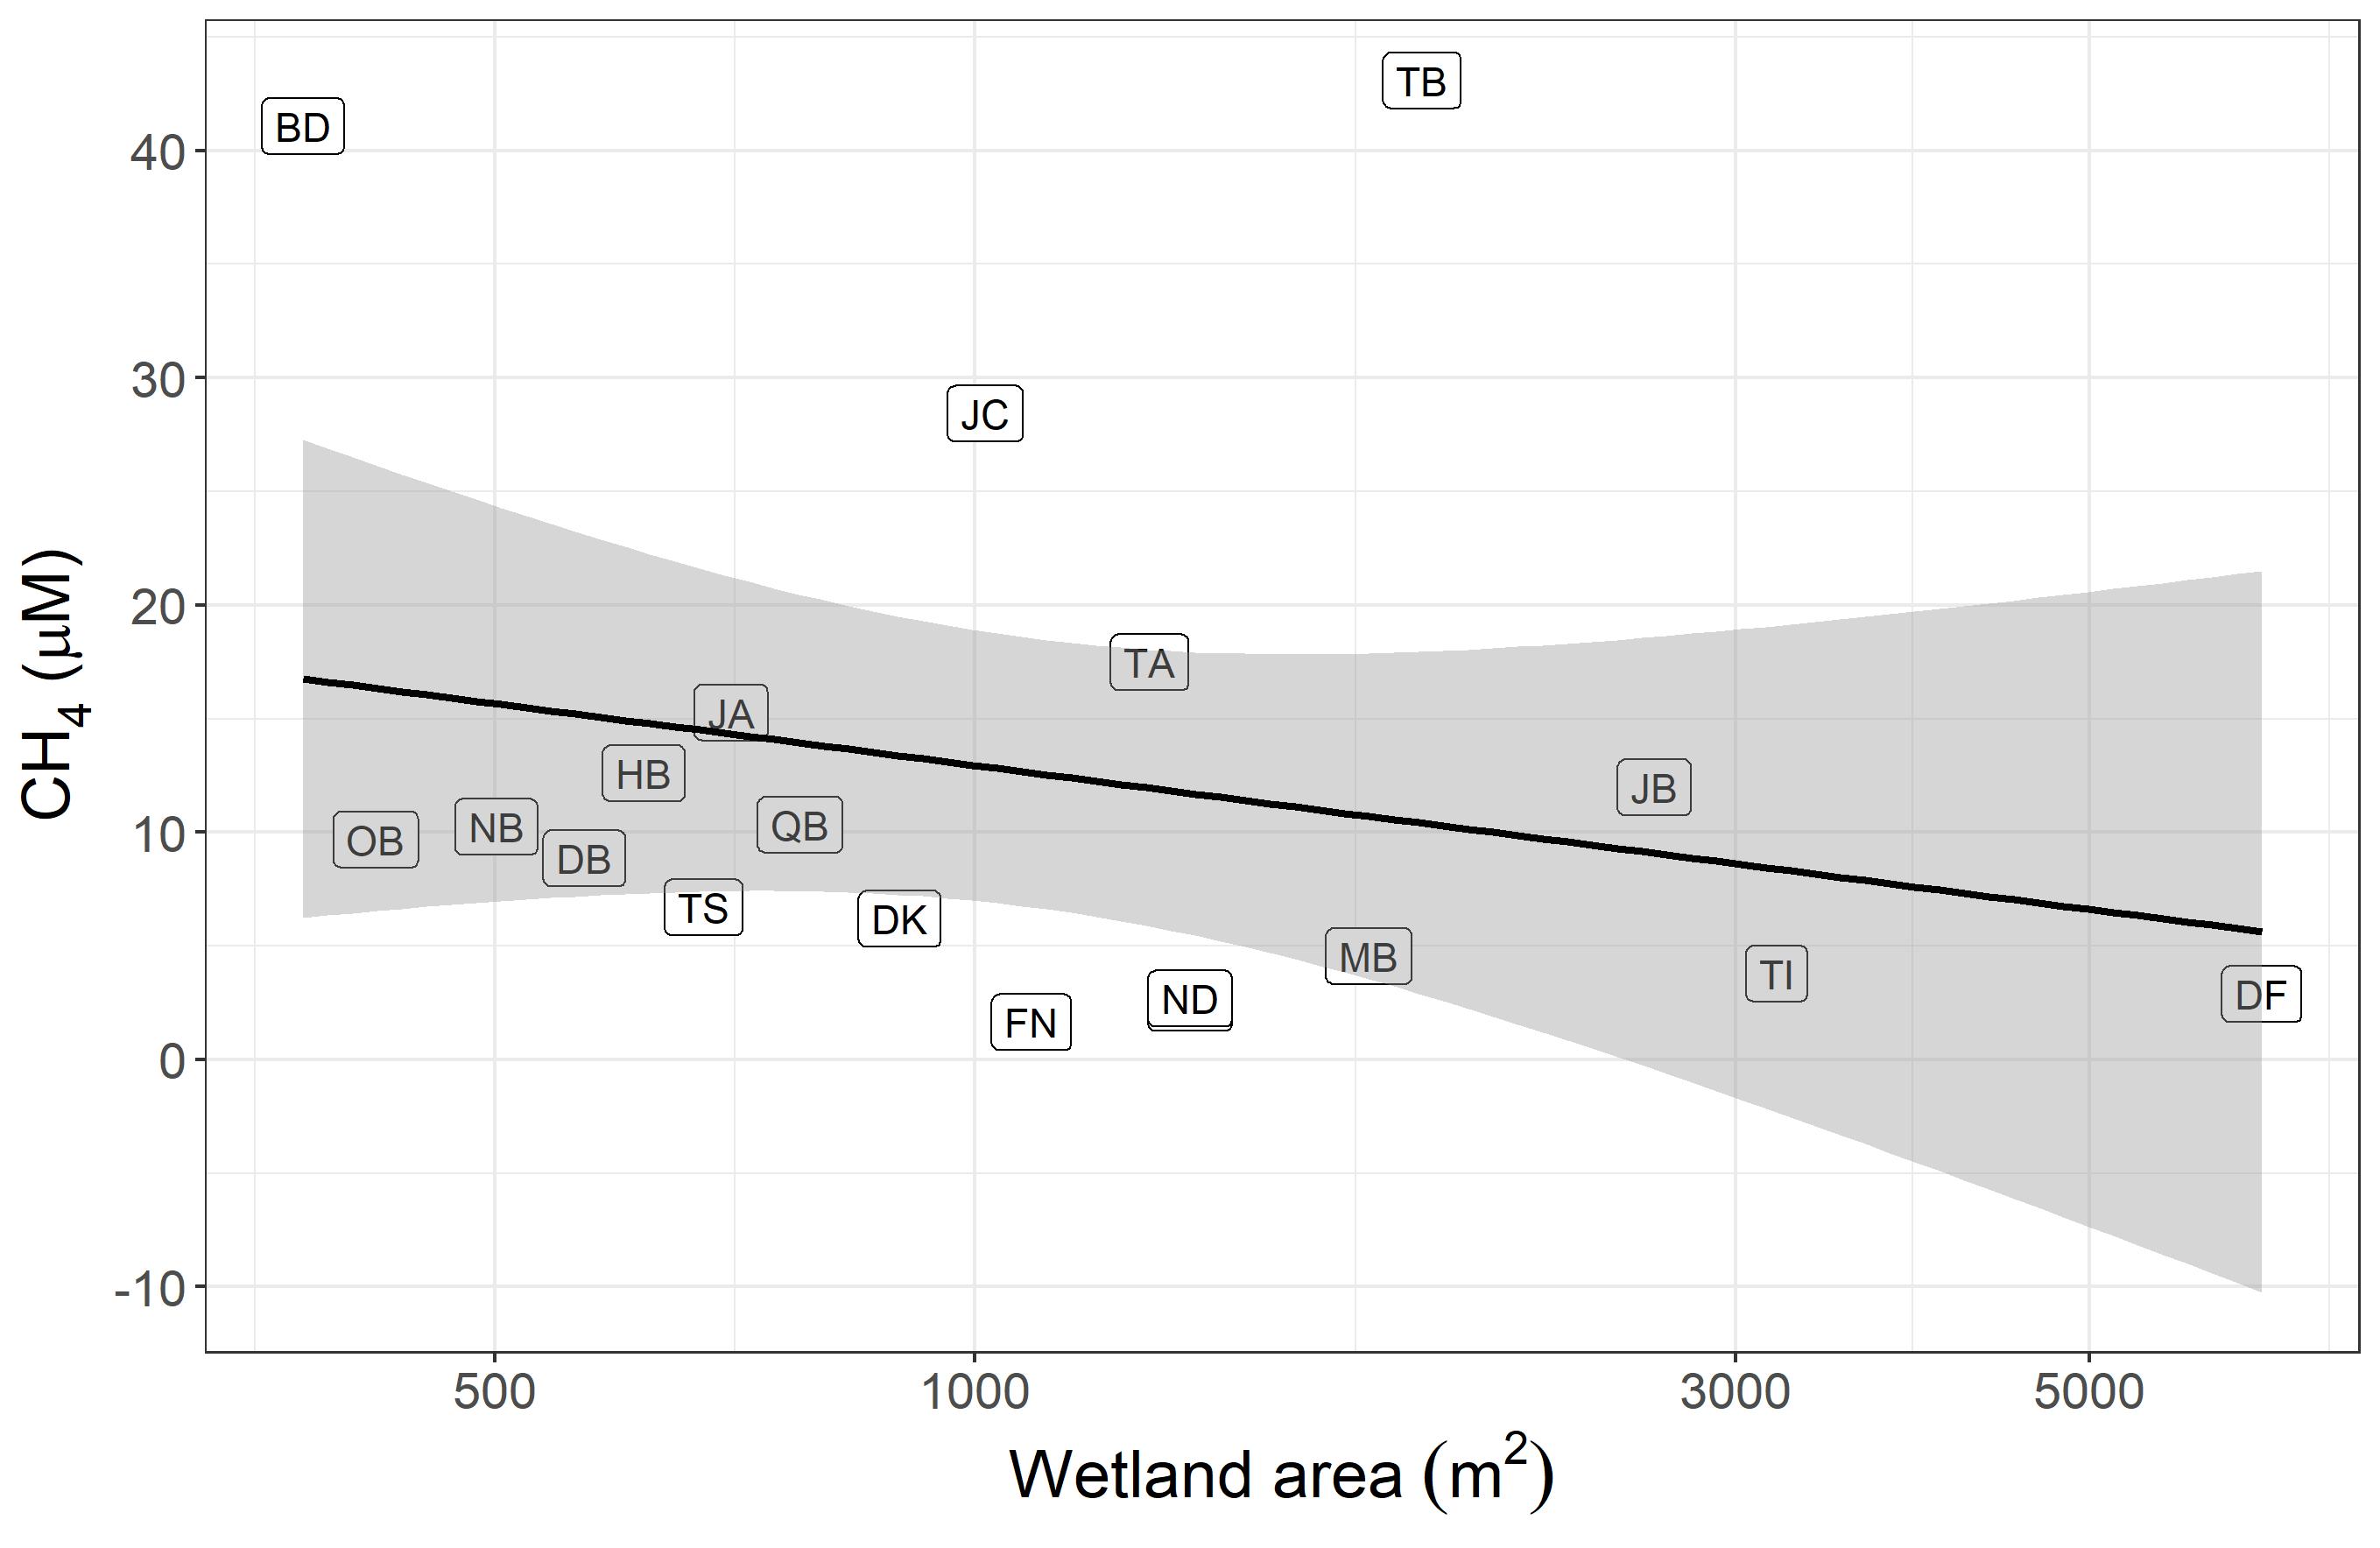 TB
BD
40
30
JC
20
TA
JA
HB
JB
QB
NB
OB
10
DB
TS
DK
MB
TI
DF
ND
FN
0
-10
CH4 (µM)
500 1000 3000 5000
Wetland area (m²)